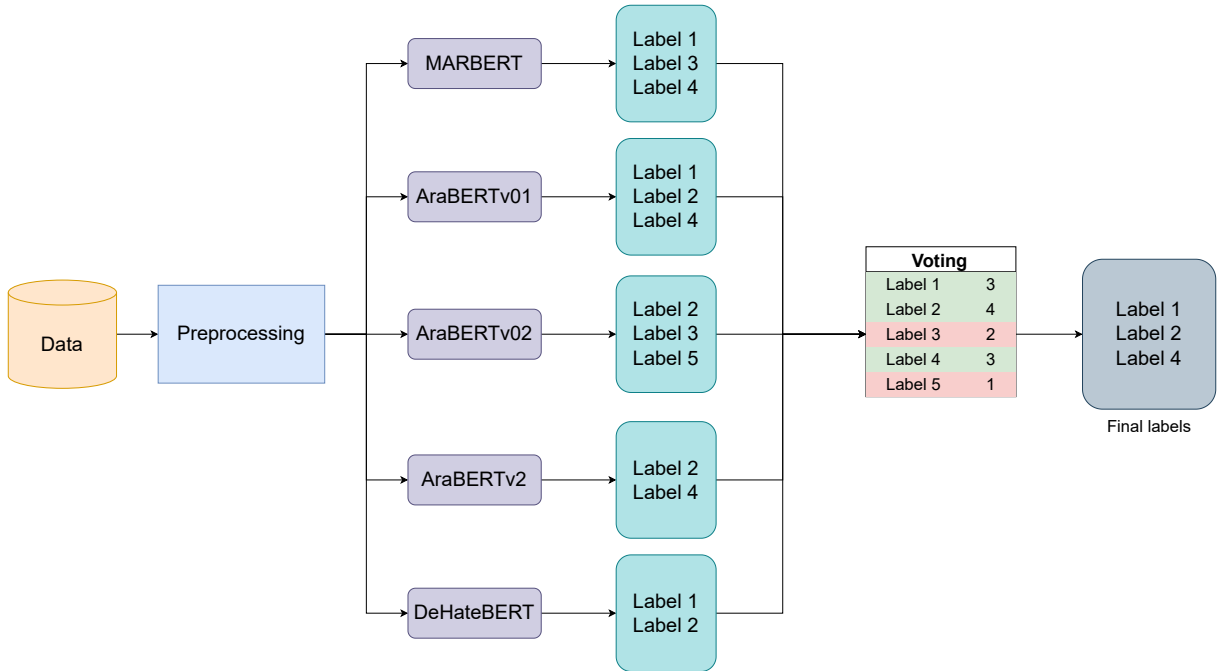 Data
Preprocessing
MARBERT
AraBERTv01
AraBERTv02
AraBERTv2
DeHateBERT
Label 1
Label 3
Label 4
Label 1
Label 2
Label 4
Label 2
Label 3
Label 5
Label 2
Label 4
Label 1
Label 2
Voting
Label 1 3
Label 2 4
Label 3 2
Label 4 3
Label 5 1
Label 1
Label 2
Label 4
Final labels